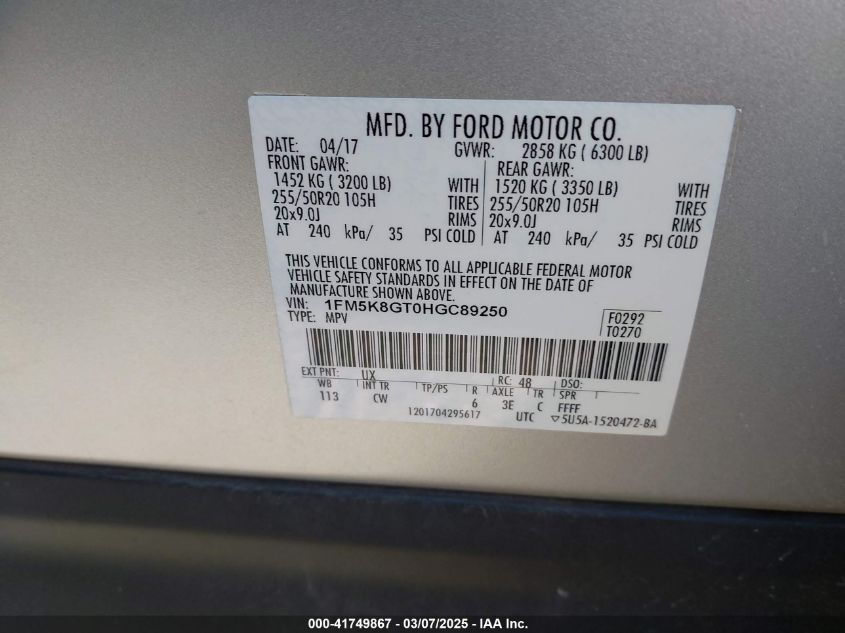 MFD. BY FORD MOTOR CO.
DATE: 04/17 GVWR: 2858 KG ( 6300 LB)
FRONT GAWR: REAR GAWR:
1452 KG ( 3200 LB) WITH 1520 KG ( 3350 LB) WITH
255/50R20 105H TIRES 255/50R20 105H TIRES
20x9.0J RIMS 20x9.0J RIMS
AT 240 kPa/ 35 PSI COLD AT 240 kPa/ 35 PSI COLD
THIS VEHICLE CONFORMS TO ALL APPLICABLE FEDERAL MOTOR
VEHICLE SAFETY STANDARDS IN EFFECT ON THE DATE OF
MANUFACTURE SHOWN ABOVE.
VIN: 1FM5K8GT0HGC89250 F0292
TYPE: MPV T0270
EXT PNT: UX RC: 48 DSO:
WB INT TR TP/PS R AXLE TR SPR
113 CW 6 3E C FFFF
1201704295617 UTC ▽5U5A-1520472-BA
000-41749867 - 03/07/2025 - IAA Inc.